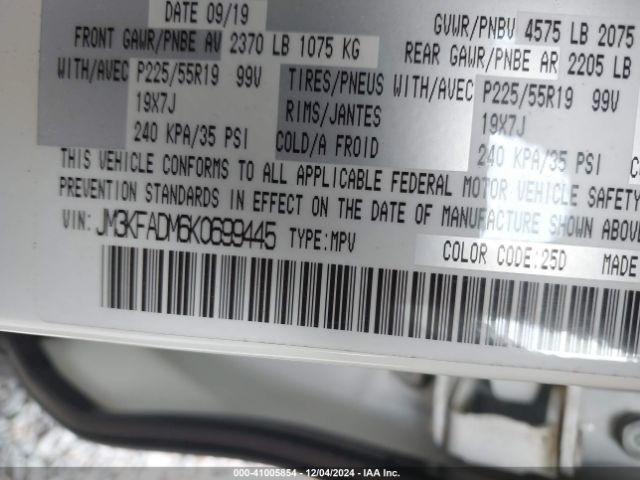 DATE 09/19
GVWR/PNBV 4575 LB 2075
FRONT GAWR/PNBE AV 2370 LB 1075 KG
REAR GAWR/PNBE AR 2205 LB
WITH/AVEC P225/55R19 99V TIRES/PNEUS WITH/AVEC P225/55R19 99V
19X7J RIMS/JANTES 19X7J
240 KPA/35 PSI COLD/A FROID 240 KPA/35 PSI
THIS VEHICLE CONFORMS TO ALL APPLICABLE FEDERAL MOTOR VEHICLE SAFETY
PREVENTION STANDARDS IN EFFECT ON THE DATE OF MANUFACTURE SHOWN ABOVE
VIN: JM3KFADM6K0699445 TYPE:MPV
COLOR CODE:25D MADE
000-41005854 - 12/04/2024 - IAA Inc.